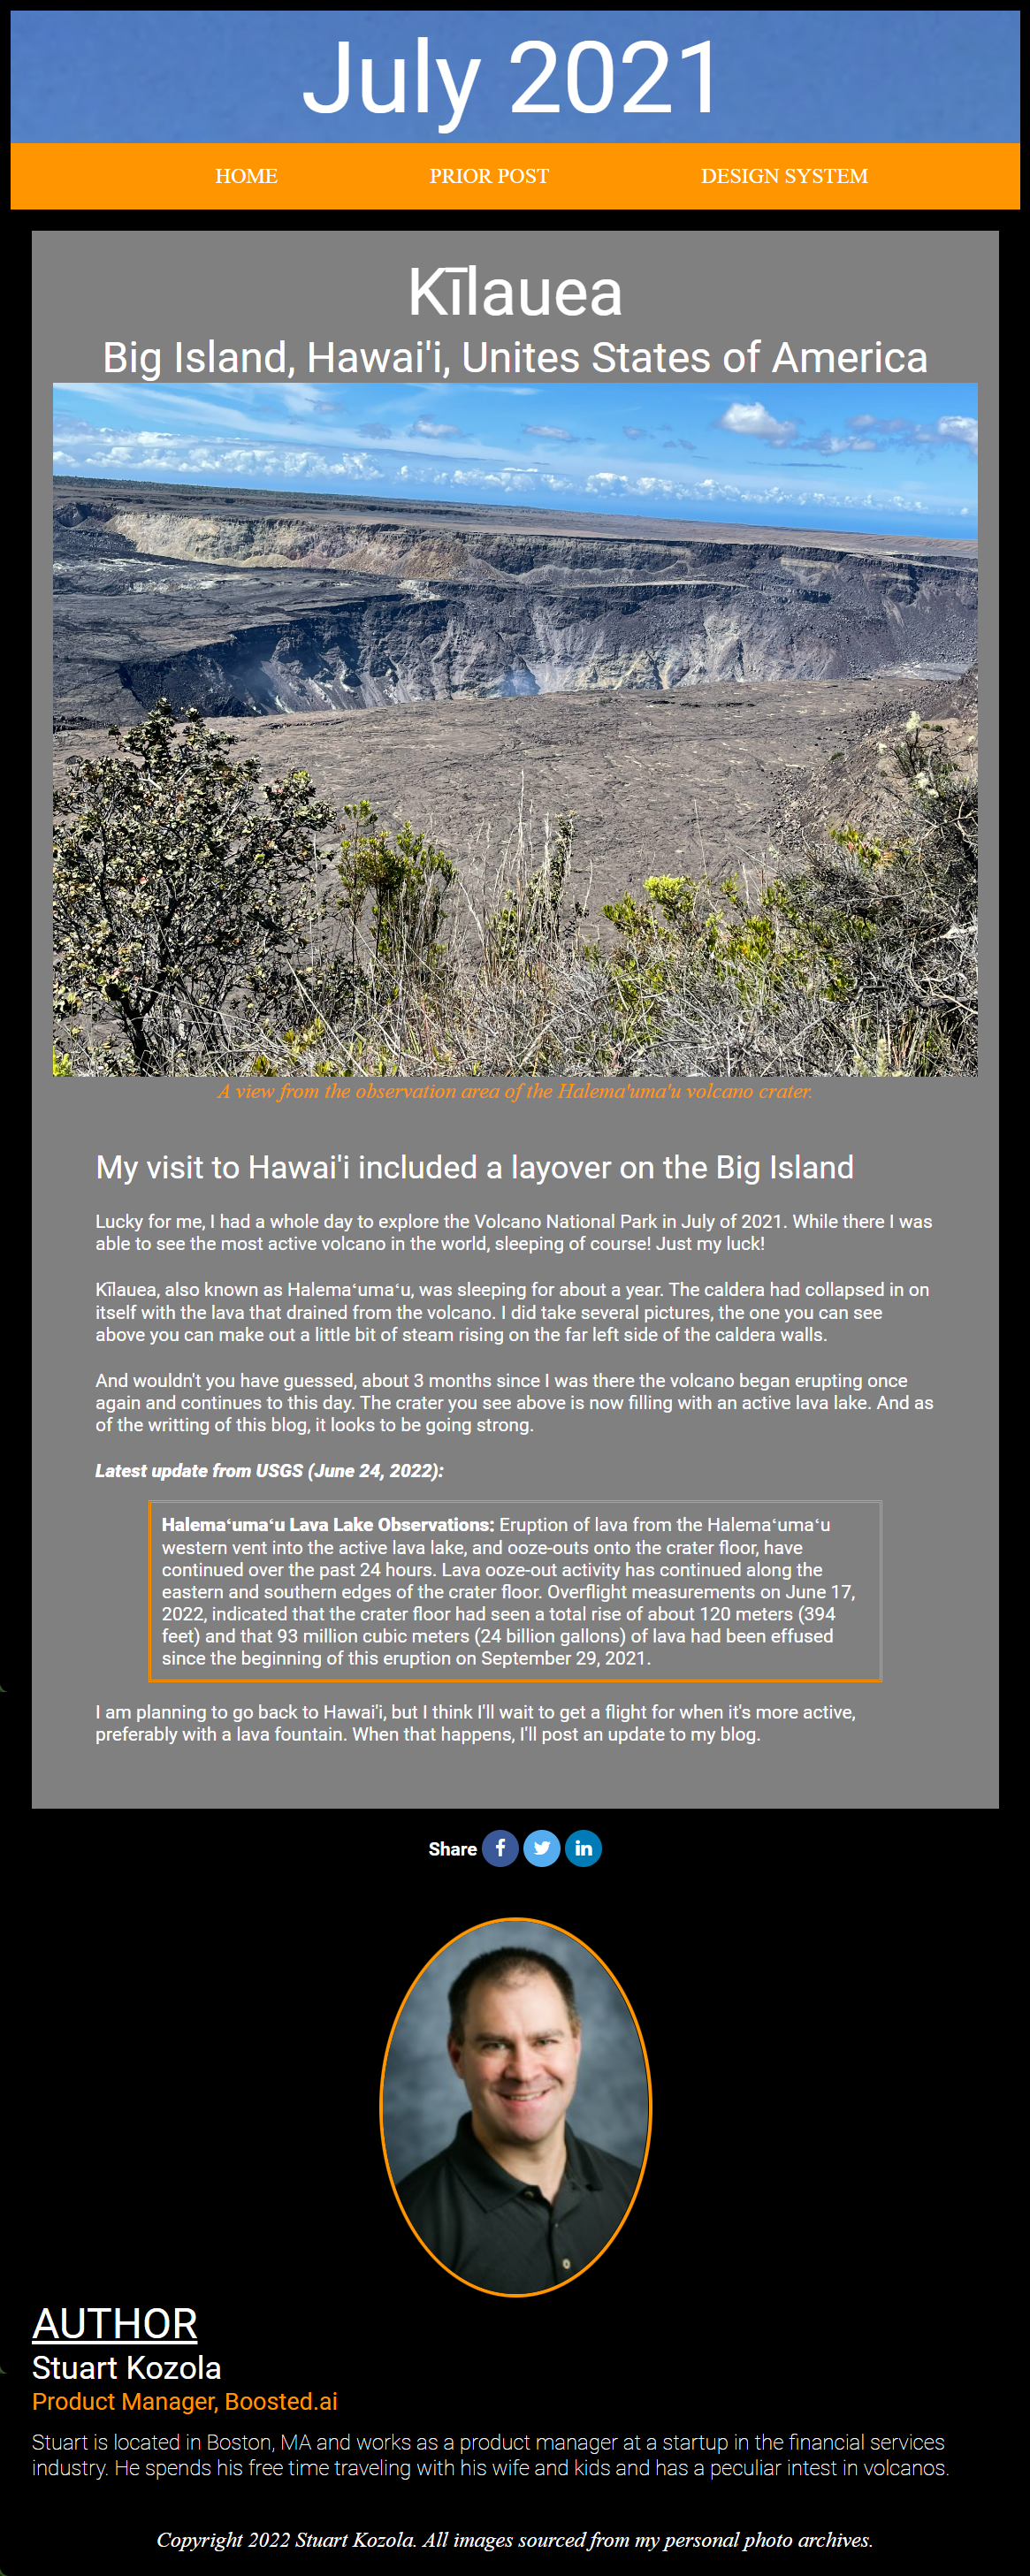 July 2021
HOME PRIOR POST DESIGN SYSTEM
Kīlauea
Big Island, Hawai'i, Unites States of America
A view from the observation area of the Halema'uma'u volcano crater.
My visit to Hawai'i included a layover on the Big Island
Lucky for me, I had a whole day to explore the Volcano National Park in July of 2021. While there I was
able to see the most active volcano in the world, sleeping of course! Just my luck!
Kīlauea, also known as Halemaʻumaʻu, was sleeping for about a year. The caldera had collapsed in on
itself with the lava that drained from the volcano. I did take several pictures, the one you can see
above you can make out a little bit of steam rising on the far left side of the caldera walls.
And wouldn't you have guessed, about 3 months since I was there the volcano began erupting once
again and continues to this day. The crater you see above is now filling with an active lava lake. And as
of the writting of this blog, it looks to be going strong.
Latest update from USGS (June 24, 2022):
Halemaʻumaʻu Lava Lake Observations: Eruption of lava from the Halemaʻumaʻu
western vent into the active lava lake, and ooze-outs onto the crater floor, have
continued over the past 24 hours. Lava ooze-out activity has continued along the
eastern and southern edges of the crater floor. Overflight measurements on June 17,
2022, indicated that the crater floor had seen a total rise of about 120 meters (394
feet) and that 93 million cubic meters (24 billion gallons) of lava had been effused
since the beginning of this eruption on September 29, 2021.
I am planning to go back to Hawai'i, but I think I'll wait to get a flight for when it's more active,
preferably with a lava fountain. When that happens, I'll post an update to my blog.
Share
AUTHOR
Stuart Kozola
Product Manager, Boosted.ai
Stuart is located in Boston, MA and works as a product manager at a startup in the financial services
industry. He spends his free time traveling with his wife and kids and has a peculiar intest in volcanos.
Copyright 2022 Stuart Kozola. All images sourced from my personal photo archives.